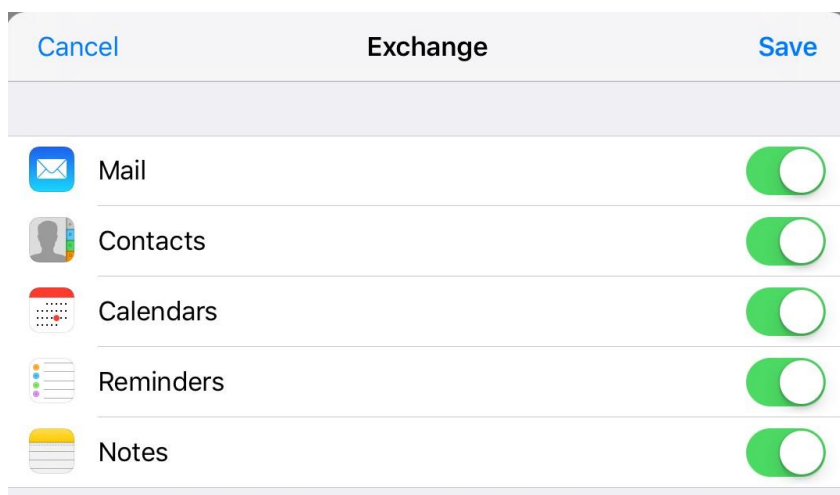 Cancel Exchange Save
Mail
Contacts
Calendars
Reminders
Notes